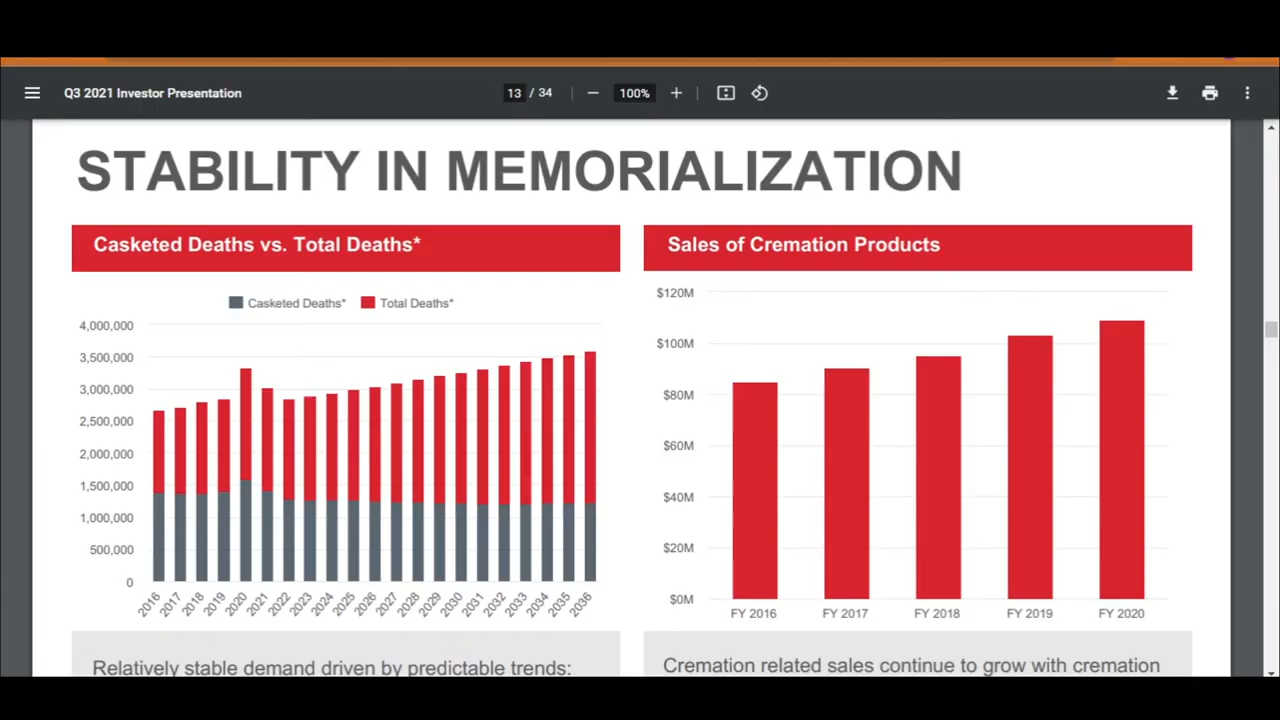 Q3 2021 Investor Presentation
13 / 34
100%
STABILITY IN MEMORIALIZATION
Casketed Deaths vs. Total Deaths*
Casketed Deaths* Total Deaths*
4,000,000
3,500,000
3,000,000
2,500,000
2,000,000
1,500,000
1,000,000
500,000
0
2016 2017 2018 2019 2020 2021 2022 2023 2024 2025 2026 2027 2028 2029 2030 2031 2032 2033 2034 2035 2036
Relatively stable demand driven by predictable trends:
Sales of Cremation Products
$120M
$100M
$80M
$60M
$40M
$20M
$0M
FY 2016 FY 2017 FY 2018 FY 2019 FY 2020
Cremation related sales continue to grow with cremation